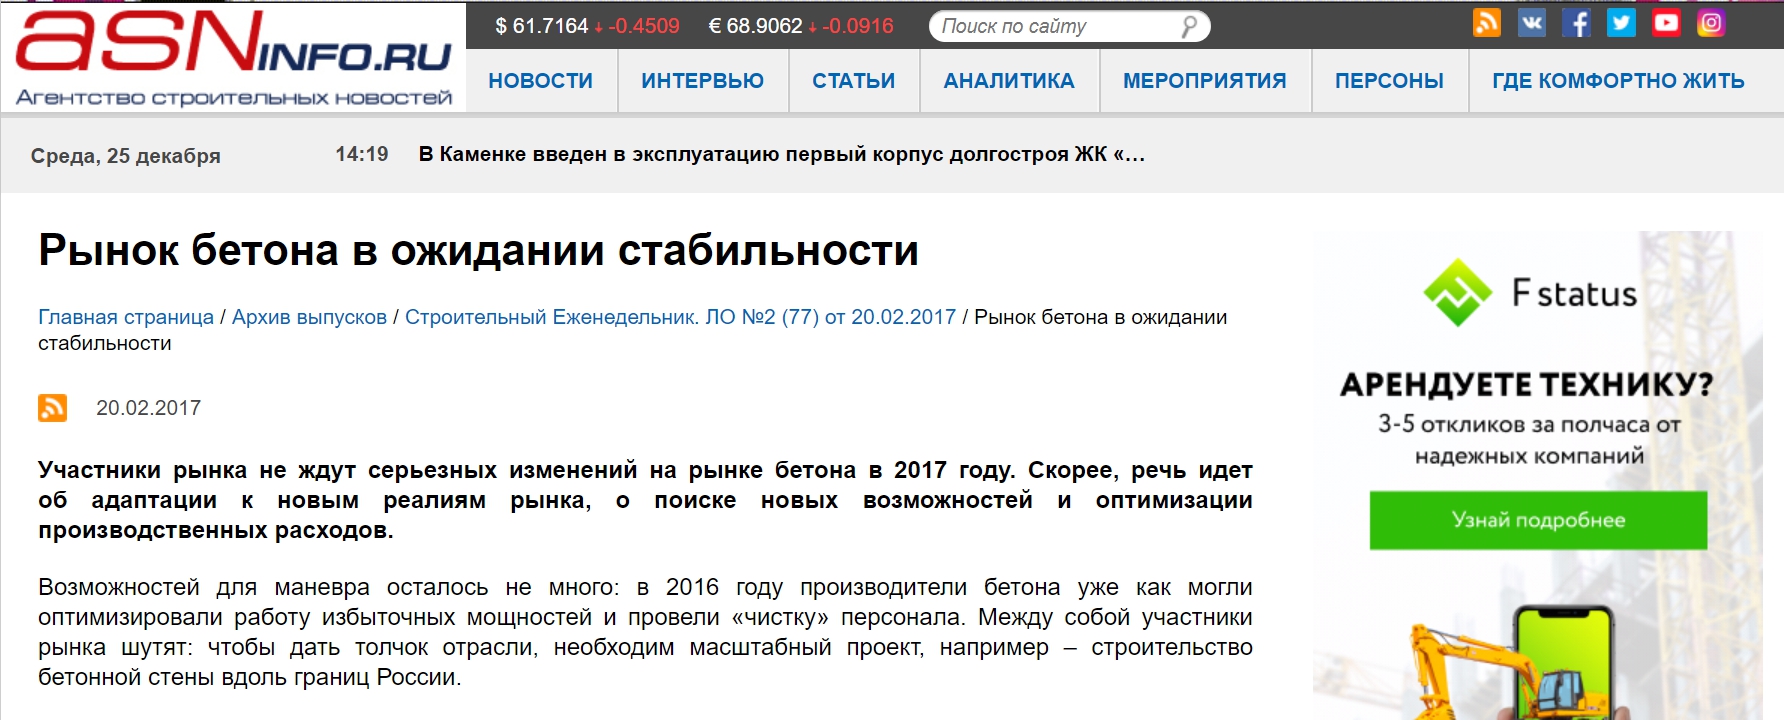 asn INFO.RU
Агентство строительных новостей
$ 61.7164 -0.4509 € 68.9062 -0.0916 Поиск по сайту
НОВОСТИ ИНТЕРВЬЮ СТАТЬИ АНАЛИТИКА МЕРОПРИЯТИЯ ПЕРСОНЫ ГДЕ КОМФОРТНО ЖИТЬ
Среда, 25 декабря 14:19 В Каменке введен в эксплуатацию первый корпус долгостроя ЖК «…
Рынок бетона в ожидании стабильности
Главная страница / Архив выпусков / Строительный Еженедельник. ЛО №2 (77) от 20.02.2017 / Рынок бетона в ожидании
стабильности
20.02.2017
Участники рынка не ждут серьезных изменений на рынке бетона в 2017 году. Скорее, речь идет
об адаптации к новым реалиям рынка, о поиске новых возможностей и оптимизации
производственных расходов.
Возможностей для маневра осталось не много: в 2016 году производители бетона уже как могли
оптимизировали работу избыточных мощностей и провели «чистку» персонала. Между собой участники
рынка шутят: чтобы дать толчок отрасли, необходим масштабный проект, например – строительство
бетонной стены вдоль границ России.
F status
АРЕНДУЕТЕ ТЕХНИКУ?
3-5 откликов за полчаса от
надежных компаний
Узнай подробнее